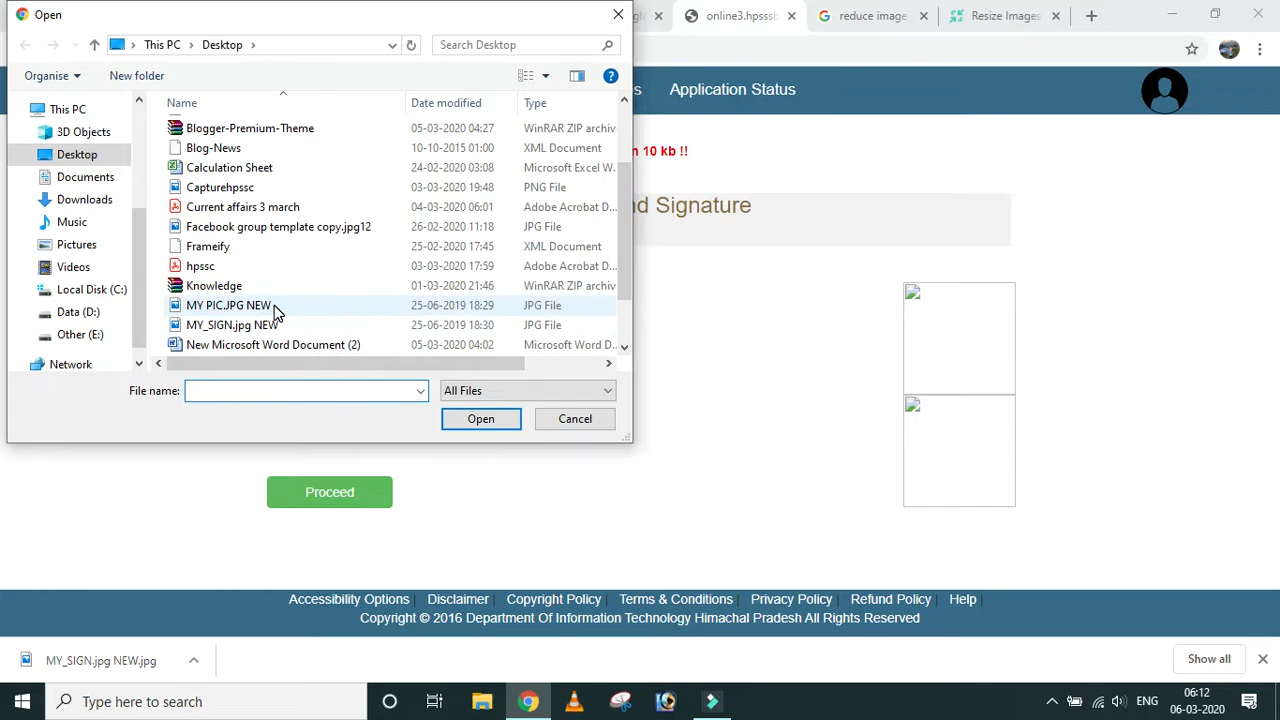 Open
online3.hpsssb
reduce image
Resize Images
This PC
Desktop
Search Desktop
Organise
New folder
Application Status
This PC
3D Objects
Desktop
Documents
Downloads
Music
Pictures
Videos
Local Disk (C:)
Data (D:)
Other (E:)
Network
Name Date modified Type
Blogger-Premium-Theme 05-03-2020 04:27 WinRAR ZIP archiv
Blog-News 10-10-2015 01:00 XML Document
Calculation Sheet 24-02-2020 03:08 Microsoft Excel W.
Capturehpssc 03-03-2020 19:48 PNG File
Current affairs 3 march 04-03-2020 06:01 Adobe Acrobat D...
Facebook group template copy.jpg12 26-02-2020 11:18 JPG File
Frameify 25-02-2020 17:45 XML Document
hpssc 03-03-2020 17:59 Adobe Acrobat D...
Knowledge 01-03-2020 21:46 WinRAR ZIP archiv
MY PIC.JPG NEW 25-06-2019 18:29 JPG File
MY_SIGN.jpg NEW 25-06-2019 18:30 JPG File
New Microsoft Word Document (2) 05-03-2020 04:02 Microsoft Word D...
File name:
All Files
Open
Cancel
n 10 kb !!
nd Signature
Proceed
Accessibility Options | Disclaimer | Copyright Policy | Terms & Conditions | Privacy Policy | Refund Policy | Help |
Copyright © 2016 Department Of Information Technology Himachal Pradesh All Rights Reserved
MY_SIGN.jpg NEW.jpg
Show all
Type here to search
ENG
06:12
06-03-2020